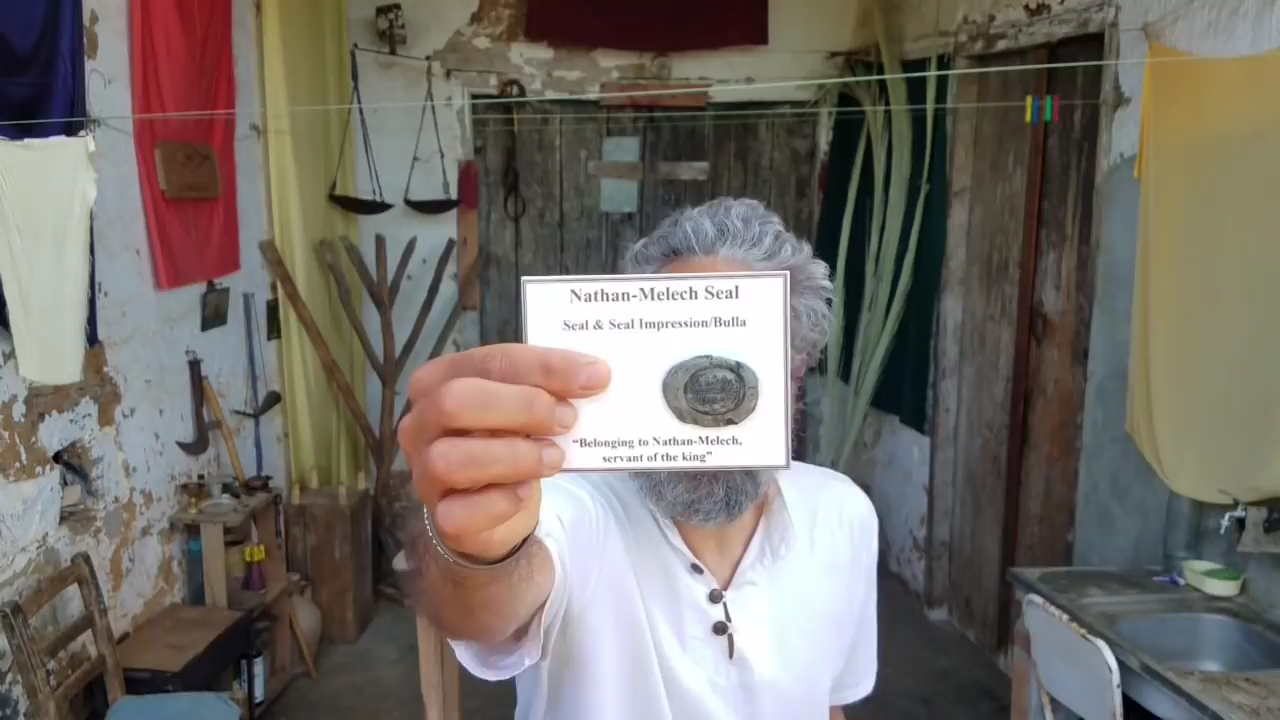 Nathan-Melech Seal
Seal & Seal Impression/Bulla
“Belonging to Nathan-Melech,
servant of the king”